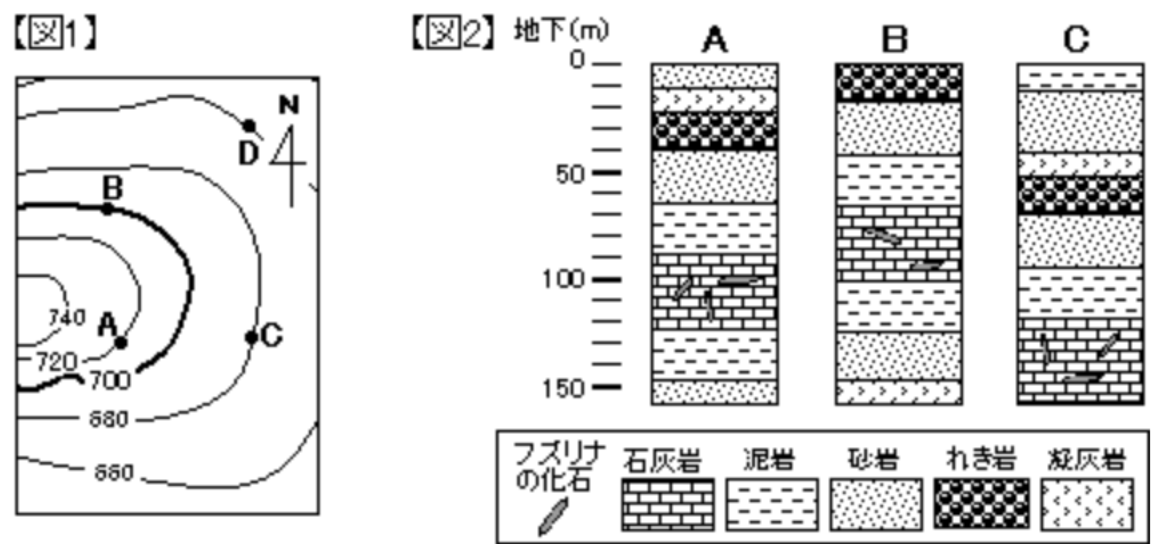 【図1】
N
D
B
A
C
740
720
700
680
660
【図2】
地下(m)
A
B
C
0
50
100
150
フズリナ
の化石
石灰岩
泥岩
砂岩
れき岩
凝灰岩